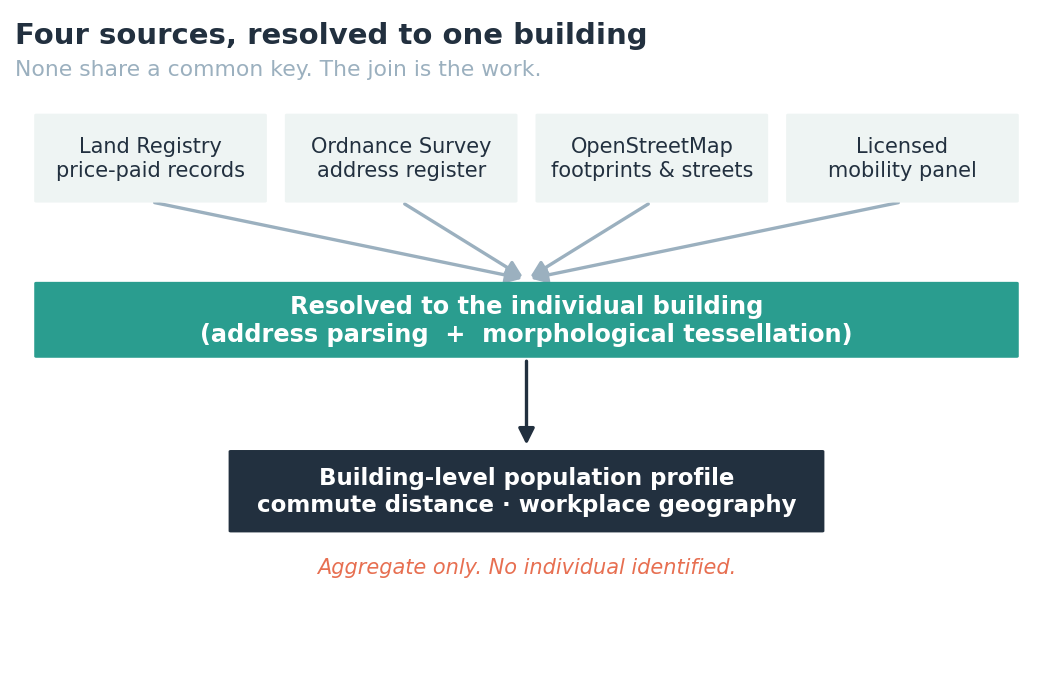 Four sources, resolved to one building
None share a common key. The join is the work.
Land Registry
price-paid records
Ordnance Survey
address register
OpenStreetMap
footprints & streets
Licensed
mobility panel
Resolved to the individual building
(address parsing + morphological tessellation)
Building-level population profile
commute distance · workplace geography
Aggregate only. No individual identified.